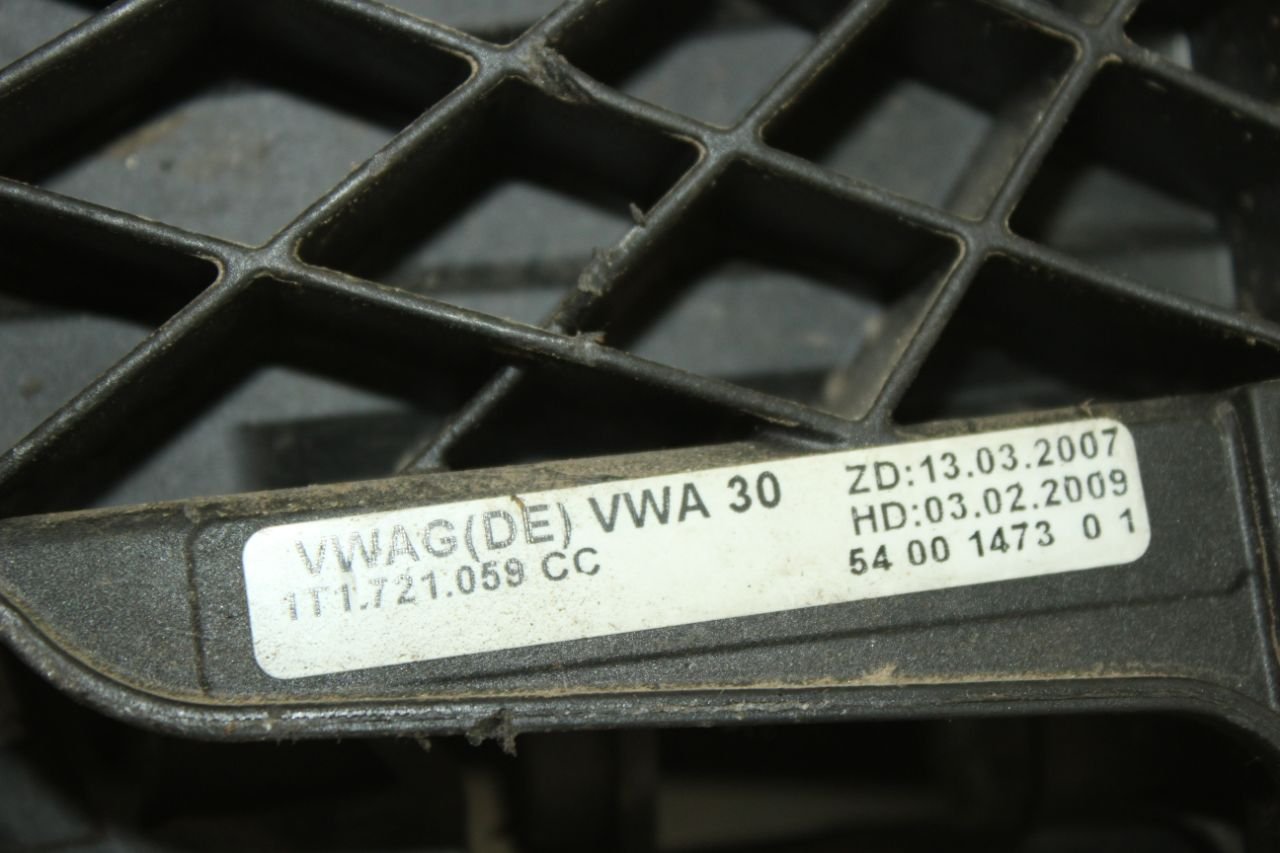 VWAG(DE) VWA 30
1T1.721.059 CC
ZD:13.03.2007
HD:03.02.2009
54 00 1473 0 1